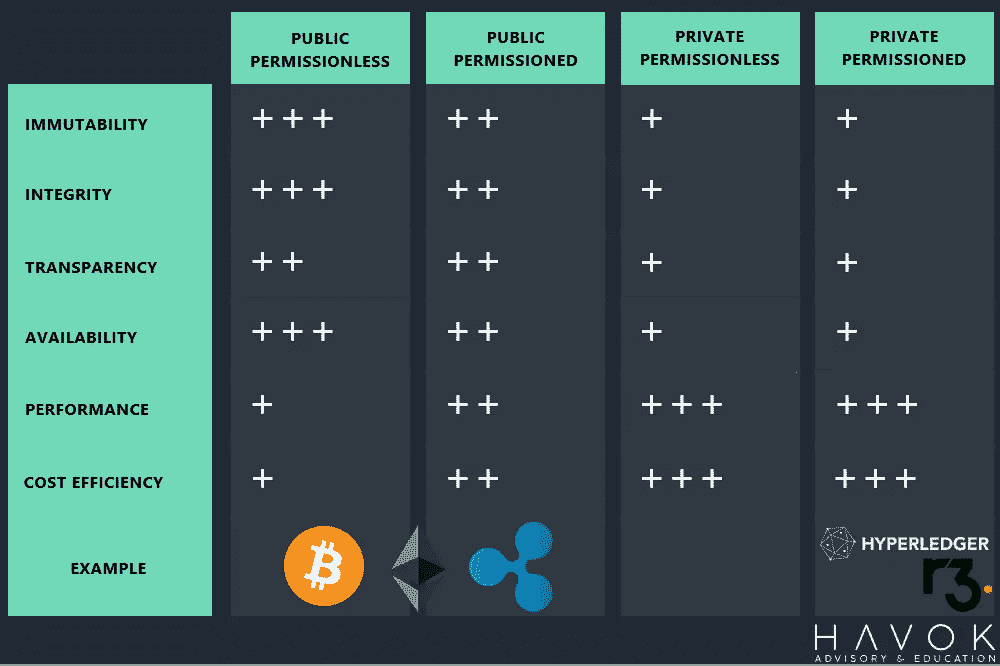 PUBLIC
PERMISSIONLESS
PUBLIC
PERMISSIONED
PRIVATE
PERMISSIONLESS
PRIVATE
PERMISSIONED
IMMUTABILITY
+++
++
+
+
INTEGRITY
+++
++
+
+
TRANSPARENCY
++
++
+
+
AVAILABILITY
+++
++
+
+
PERFORMANCE
+
++
+++
+++
COST EFFICIENCY
+
++
+++
+++
EXAMPLE
₿
HYPERLEDGER
r3.
HAVOK
ADVISORY & EDUCATION